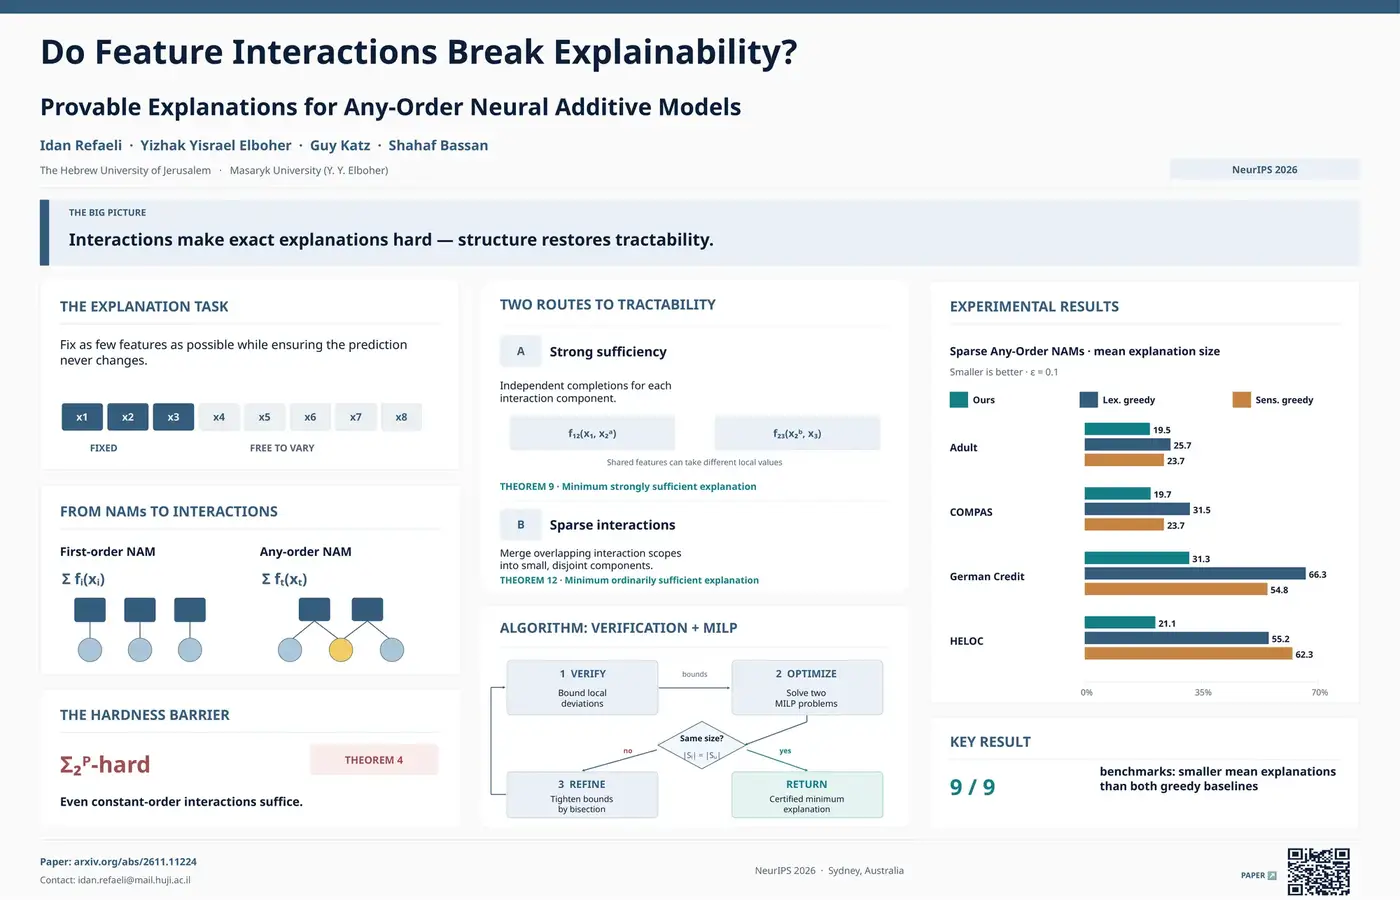 Do Feature Interactions Break Explainability?
Provable Explanations for Any-Order Neural Additive Models
Idan Refaeli · Yizhak Yisrael Elboher · Guy Katz · Shahaf Bassan
The Hebrew University of Jerusalem · Masaryk University (Y. Y. Elboher)
NeurIPS 2026
THE BIG PICTURE
Interactions make exact explanations hard — structure restores tractability.
THE EXPLANATION TASK
Fix as few features as possible while ensuring the prediction
never changes.
x1 x2 x3 x4 x5 x6 x7 x8
FIXED FREE TO VARY
FROM NAMs TO INTERACTIONS
First-order NAM Any-order NAM
Σ fᵢ(xᵢ) Σ fₜ(xₜ)
THE HARDNESS BARRIER
Σ₂ᴾ-hard
THEOREM 4
Even constant-order interactions suffice.
TWO ROUTES TO TRACTABILITY
A Strong sufficiency
Independent completions for each
interaction component.
f₁₂(x₁, x₂ᵃ) f₂₃(x₂ᵇ, x₃)
Shared features can take different local values
THEOREM 9 · Minimum strongly sufficient explanation
B Sparse interactions
Merge overlapping interaction scopes
into small, disjoint components.
THEOREM 12 · Minimum ordinarily sufficient explanation
ALGORITHM: VERIFICATION + MILP
1 VERIFY
Bound local
deviations
bounds
2 OPTIMIZE
Solve two
MILP problems
Same size?
no
yes
3 REFINE
Tighten bounds
by bisection
RETURN
Certified minimum
explanation
EXPERIMENTAL RESULTS
Sparse Any-Order NAMs · mean explanation size
Smaller is better · ε = 0.1
Ours Lex. greedy Sens. greedy
Adult
19.5
25.7
23.7
COMPAS
19.7
31.5
23.7
German Credit
31.3
66.3
54.8
HELOC
21.1
55.2
62.3
0% 35% 70%
KEY RESULT
9 / 9
benchmarks: smaller mean explanations
than both greedy baselines
Paper: arxiv.org/abs/2611.11224
Contact: idan.refaeli@mail.huji.ac.il
NeurIPS 2026 · Sydney, Australia
PAPER ↗